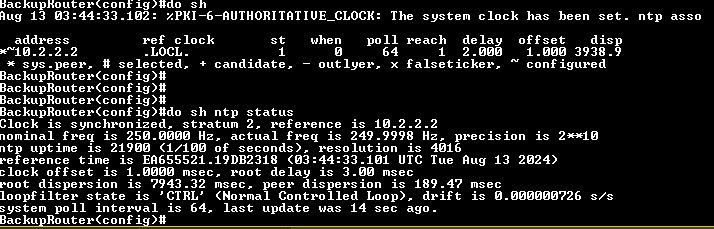 BackupRouter(config)#do sh
Aug 13 03:44:33.102: %PKI-6-AUTHORITATIVE_CLOCK: The system clock has been set. ntp asso
address ref clock st when poll reach delay offset disp
*~10.2.2.2 .LOCL. 1 0 64 1 2.000 1.000 3938.9
* sys.peer, # selected, + candidate, - outlyer, x falseticker, ~ configured
BackupRouter(config)#
BackupRouter(config)#
BackupRouter(config)#
BackupRouter(config)#do sh ntp status
Clock is synchronized, stratum 2, reference is 10.2.2.2
nominal freq is 250.0000 Hz, actual freq is 249.9998 Hz, precision is 2**10
ntp uptime is 21900 (1/100 of seconds), resolution is 4016
reference time is EA655521.19DB2318 (03:44:33.101 UTC Tue Aug 13 2024)
clock offset is 1.0000 msec, root delay is 3.00 msec
root dispersion is 7943.32 msec, peer dispersion is 189.47 msec
loopfilter state is 'CTRL' (Normal Controlled Loop), drift is 0.000000726 s/s
system poll interval is 64, last update was 14 sec ago.
BackupRouter(config)#